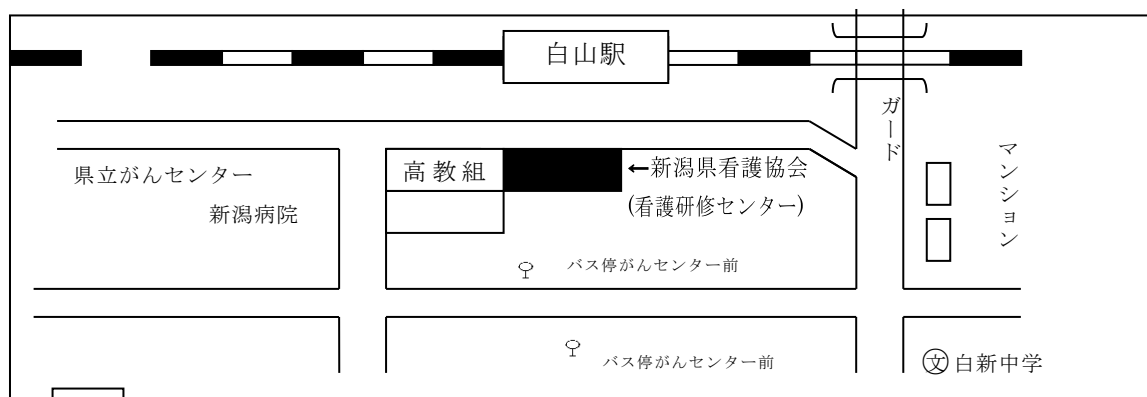 白山駅
ガード
マンション
高教組
←新潟県看護協会
(看護研修センター)
県立がんセンター
新潟病院
バス停がんセンター前
バス停がんセンター前
文 白新中学